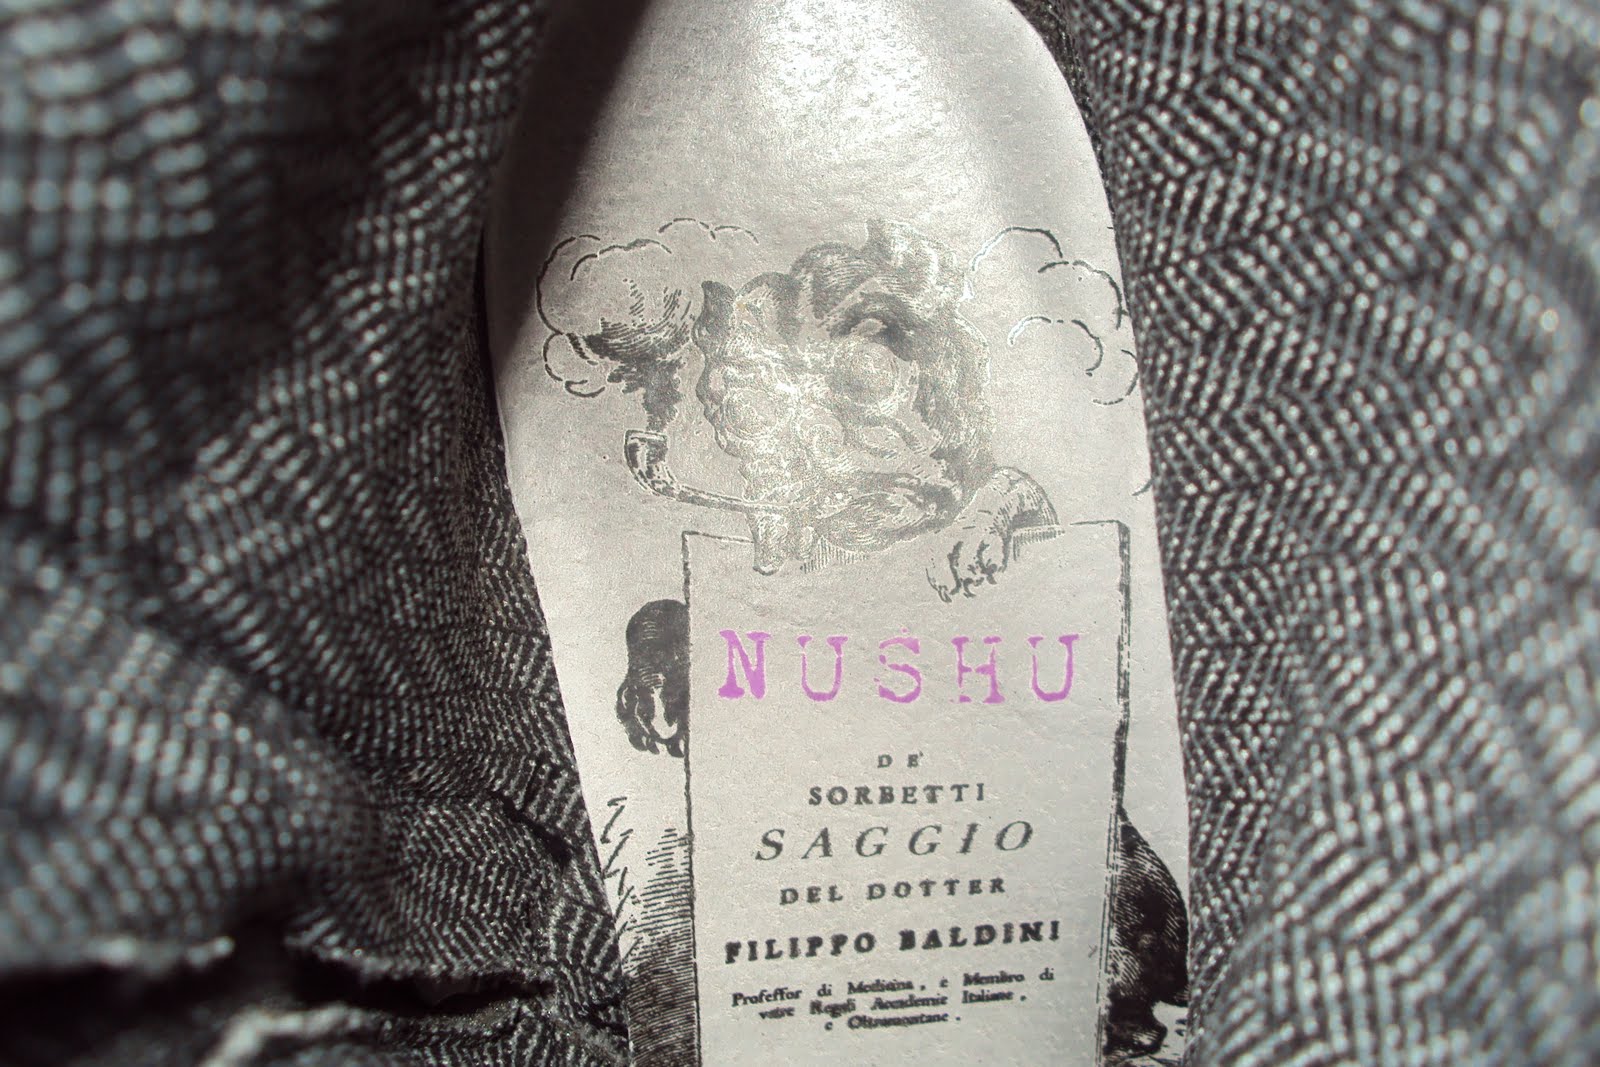 NUSHU
DE'
SORBETTI
SAGGIO
DEL DOTTER
FILIPPO BALDINI
Profeffor di Medicina, e Membro di
varie Regali Accademie Italiane,
e Oltramontane.